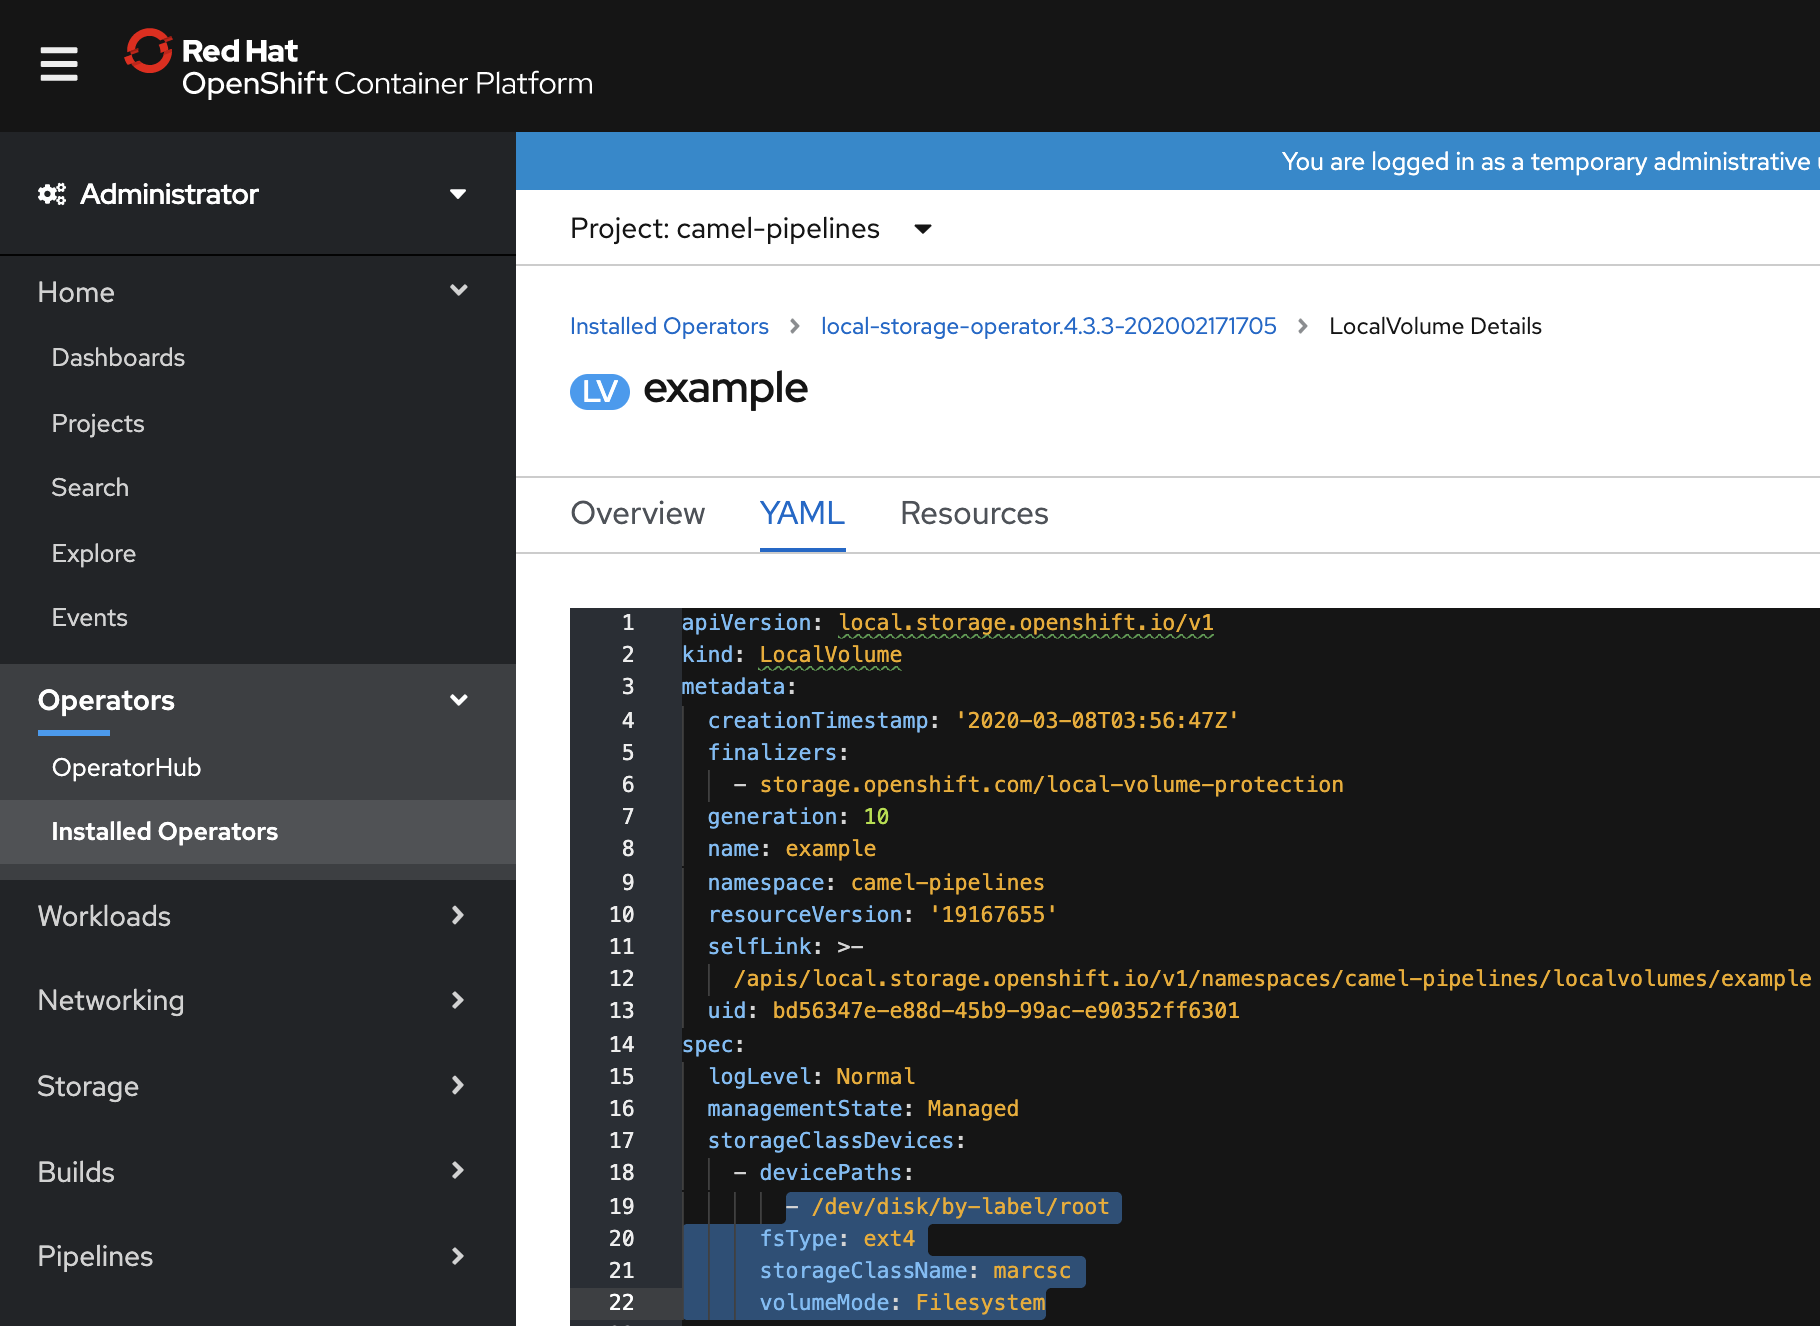 Red Hat
OpenShift Container Platform
Administrator
You are logged in as a temporary administrative
Project: camel-pipelines
Home
Dashboards
Projects
Search
Explore
Events
Operators
OperatorHub
Installed Operators
Workloads
Networking
Storage
Builds
Pipelines
Installed Operators > local-storage-operator.4.3.3-202002171705 > LocalVolume Details
LV example
Overview YAML Resources
1 apiVersion: local.storage.openshift.io/v1
2 kind: LocalVolume
3 metadata:
4 creationTimestamp: '2020-03-08T03:56:47Z'
5 finalizers:
6 - storage.openshift.com/local-volume-protection
7 generation: 10
8 name: example
9 namespace: camel-pipelines
10 resourceVersion: '19167655'
11 selfLink: >-
12 /apis/local.storage.openshift.io/v1/namespaces/camel-pipelines/localvolumes/example
13 uid: bd56347e-e88d-45b9-99ac-e90352ff6301
14 spec:
15 logLevel: Normal
16 managementState: Managed
17 storageClassDevices:
18 - devicePaths:
19 - /dev/disk/by-label/root
20 fsType: ext4
21 storageClassName: marcsc
22 volumeMode: Filesystem